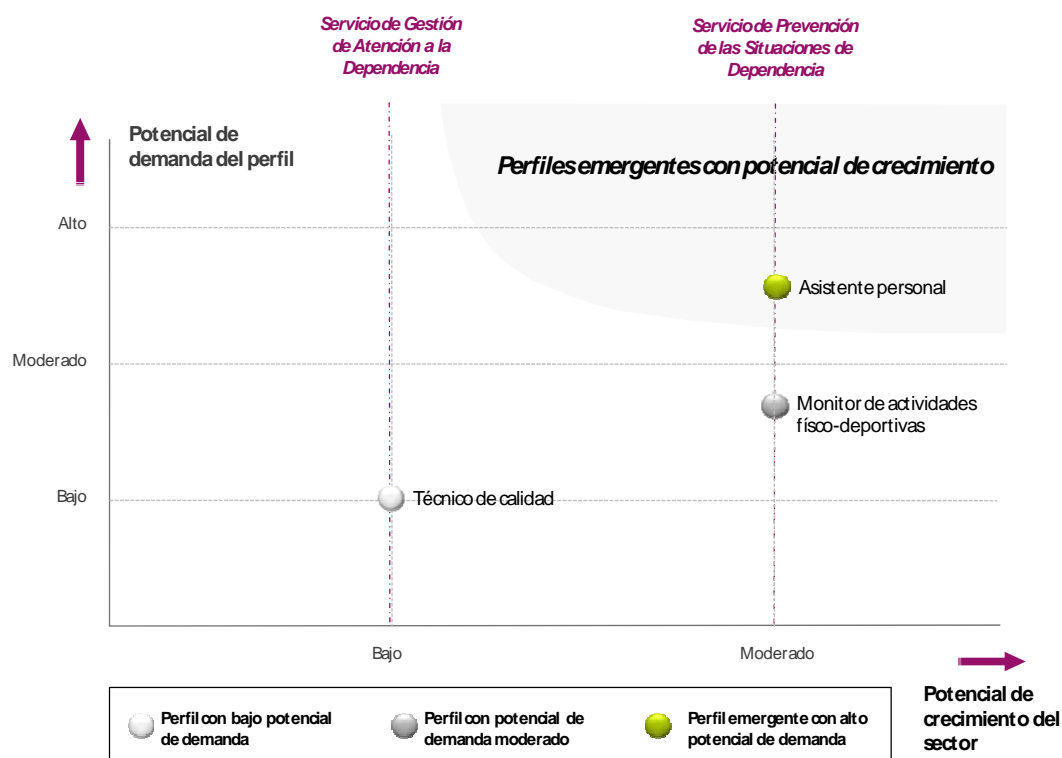 Servicio de Gestión
de Atención a la
Dependencia
Servicio de Prevención
de las Situaciones de
Dependencia
Potencial de
demanda del perfil
Perfiles emergentes con potencial de crecimiento
Alto
Asistente personal
Moderado
Monitor de actividades
físco-deportivas
Bajo
Técnico de calidad
Bajo
Moderado
Potencial de
crecimiento del
sector
Perfil con bajo potencial
de demanda
Perfil con potencial de
demanda moderado
Perfil emergente con alto
potencial de demanda